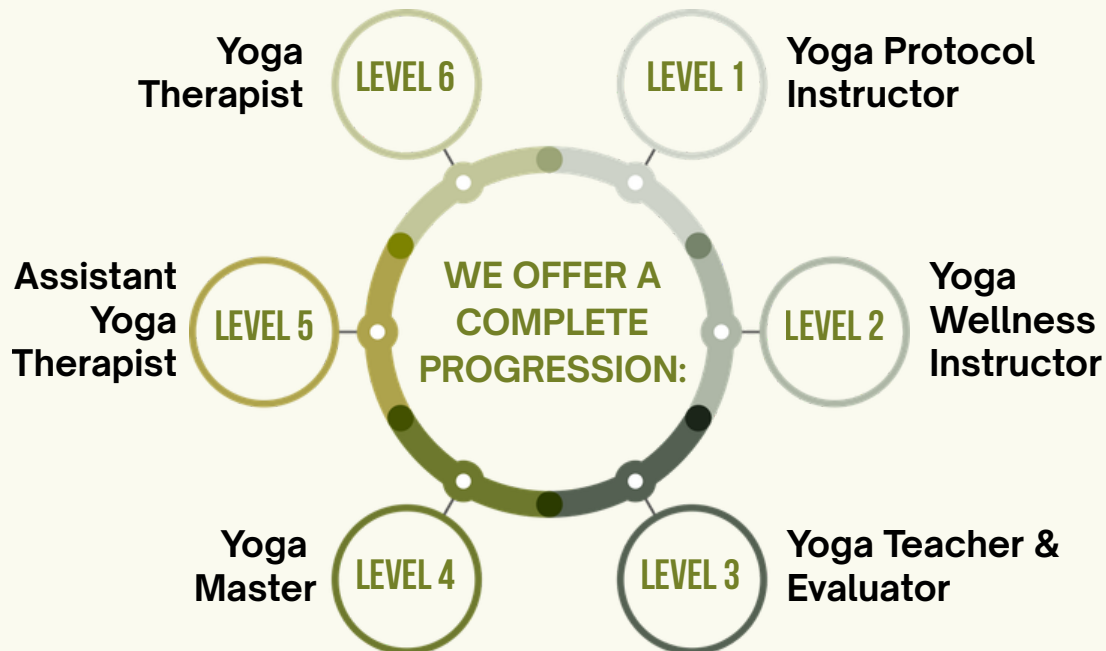 WE OFFER A
COMPLETE
PROGRESSION:
LEVEL 1
Yoga Protocol
Instructor
LEVEL 2
Yoga
Wellness
Instructor
LEVEL 3
Yoga Teacher &
Evaluator
LEVEL 4
Yoga
Master
LEVEL 5
Assistant
Yoga
Therapist
LEVEL 6
Yoga
Therapist